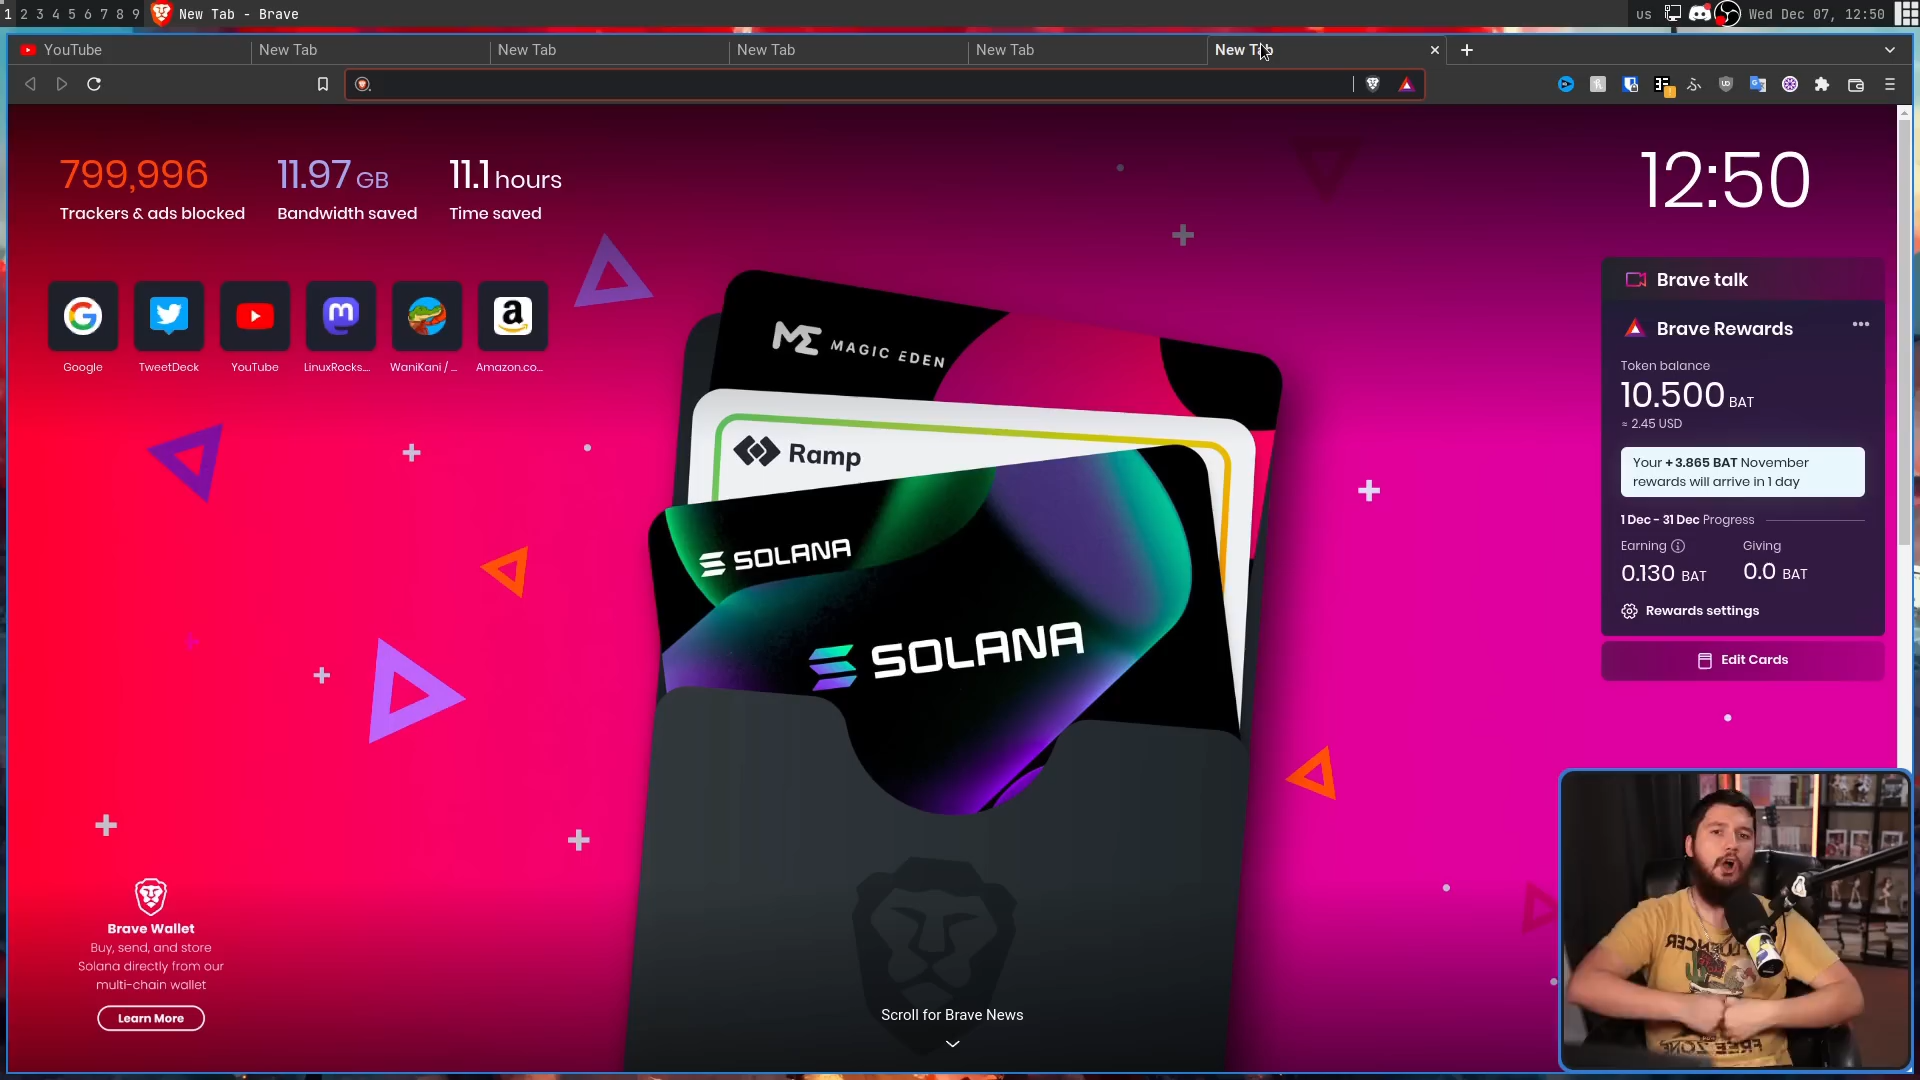 1 2 3 4 5 6 7 8 9 New Tab - Brave
us
Wed Dec 07, 12:50
YouTube
New Tab
New Tab
New Tab
New Tab
New Tab
799,996
Trackers & ads blocked
11.97 GB
Bandwidth saved
11.1 hours
Time saved
12:50
Google
TweetDeck
YouTube
LinuxRocks...
WaniKani / ...
Amazon.co...
MAGIC EDEN
Ramp
SOLANA
SOLANA
Brave talk
Brave Rewards
Token balance
10.500 BAT
≈ 2.45 USD
Your + 3.865 BAT November
rewards will arrive in 1 day
1 Dec - 31 Dec Progress
Earning
0.130 BAT
Giving
0.0 BAT
Rewards settings
Edit Cards
Brave Wallet
Buy, send, and store
Solana directly from our
multi-chain wallet
Learn More
Scroll for Brave News